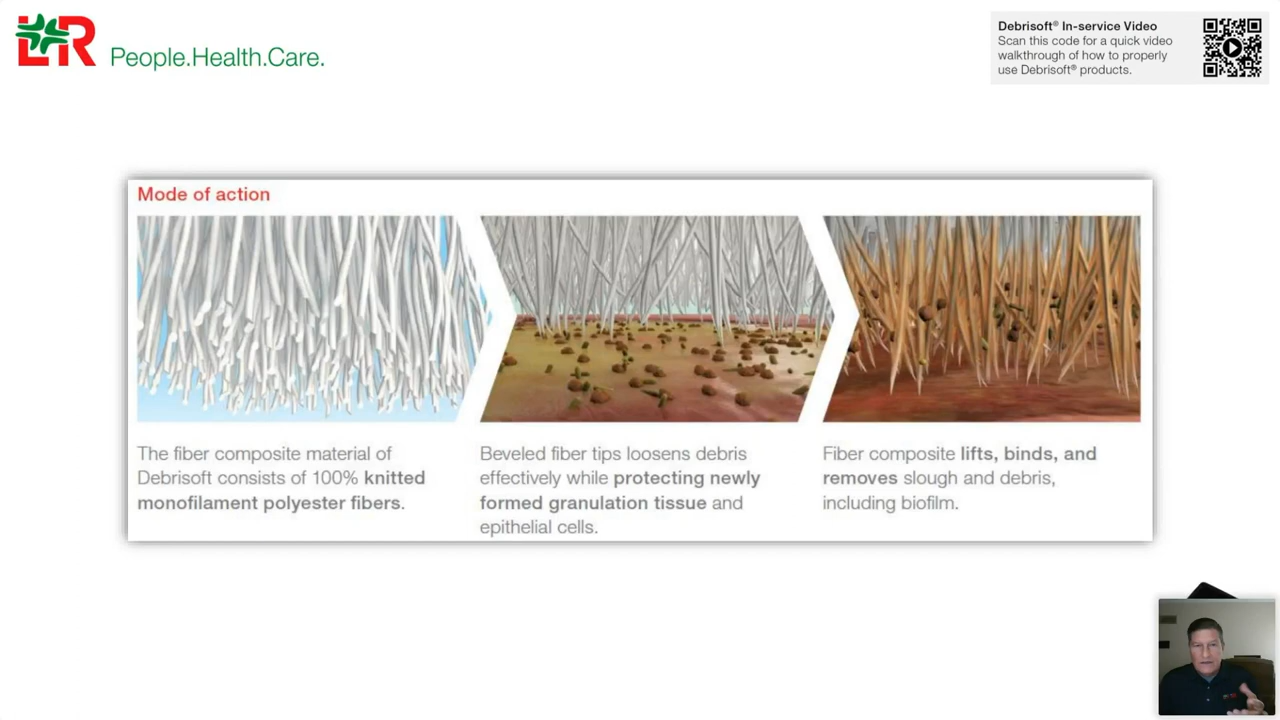 L&R
People.Health.Care.
Debrisoft® In-service Video
Scan this code for a quick video
walkthrough of how to properly
use Debrisoft® products.
Mode of action
The fiber composite material of
Debrisoft consists of 100% knitted
monofilament polyester fibers.
Beveled fiber tips loosens debris
effectively while protecting newly
formed granulation tissue and
epithelial cells.
Fiber composite lifts, binds, and
removes slough and debris,
including biofilm.